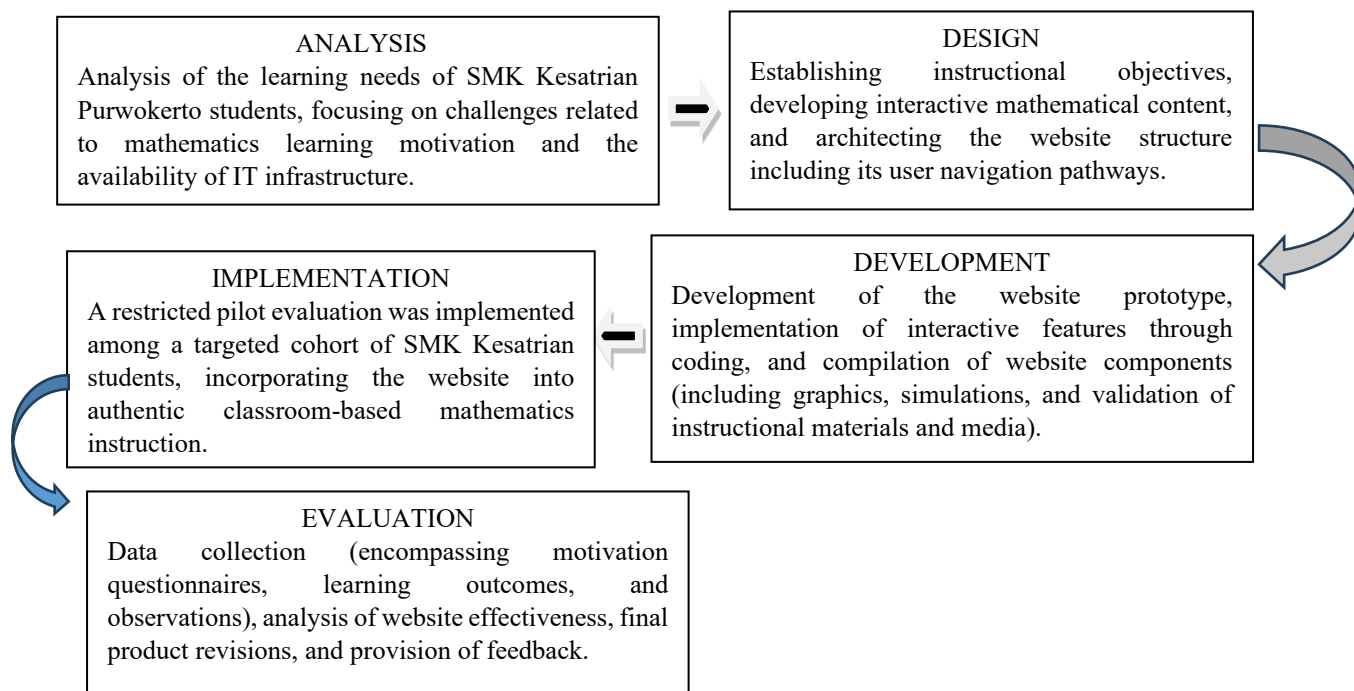 ANALYSIS
Analysis of the learning needs of SMK Kesatrian
Purwokerto students, focusing on challenges related
to mathematics learning motivation and the
availability of IT infrastructure.
DESIGN
Establishing instructional objectives,
developing interactive mathematical content,
and architecting the website structure
including its user navigation pathways.
DEVELOPMENT
Development of the website prototype,
implementation of interactive features through
coding, and compilation of website components
(including graphics, simulations, and validation of
instructional materials and media).
IMPLEMENTATION
A restricted pilot evaluation was implemented
among a targeted cohort of SMK Kesatrian
students, incorporating the website into
authentic classroom-based mathematics
instruction.
EVALUATION
Data collection (encompassing motivation
questionnaires, learning outcomes, and
observations), analysis of website effectiveness, final
product revisions, and provision of feedback.